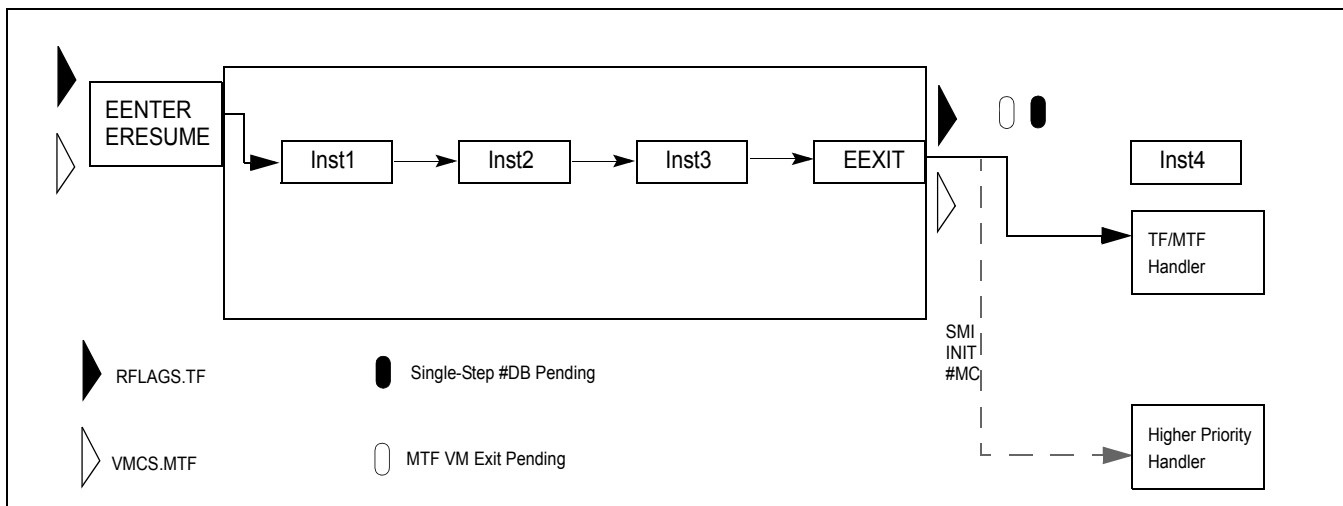 EENTER
ERESUME
Inst1
Inst2
Inst3
EEXIT
Inst4
TF/MTF
Handler
SMI
INIT
#MC
RFLAGS.TF
Single-Step #DB Pending
Higher Priority
Handler
VMCS.MTF
MTF VM Exit Pending